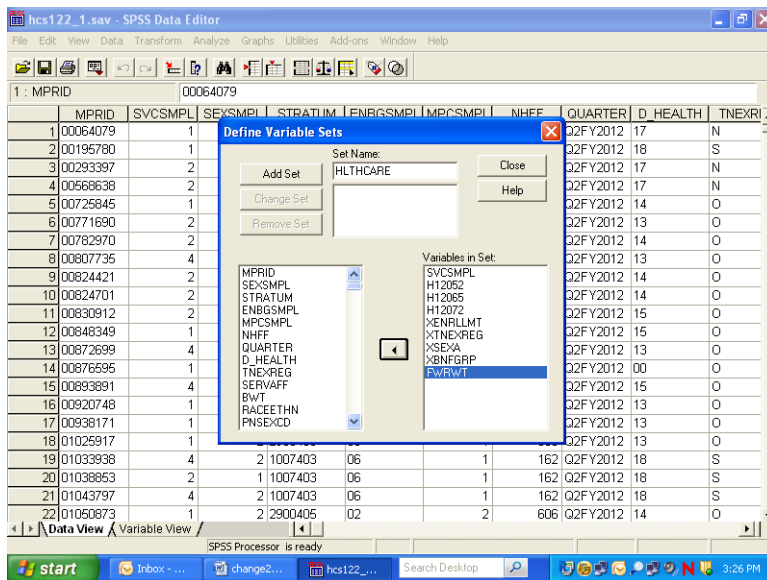 hcs122_1.sav - SPSS Data Editor
File Edit View Data Transform Analyze Graphs Utilities Add-ons Window Help
1 : MPRID 00064079
MPRID SVCSMPL SEXSMPL STRATUM ENBGSMPL MPCSMPL NHFF QUARTER D_HEALTH TNEXRE
1 00064079 1 Q2FY2012 17 N
2 00195780 1 Q2FY2012 18 S
3 00293397 2 Q2FY2012 17 N
4 00568638 2 Q2FY2012 17 N
5 00725845 1 Q2FY2012 14 O
6 00771690 2 Q2FY2012 13 O
7 00782970 2 Q2FY2012 14 O
8 00807735 4 Q2FY2012 13 O
9 00824421 2 Q2FY2012 14 O
10 00824701 2 Q2FY2012 14 O
11 00830912 2 Q2FY2012 15 O
12 00848349 1 Q2FY2012 15 O
13 00872699 4 Q2FY2012 13 O
14 00876595 1 Q2FY2012 00 O
15 00893891 4 Q2FY2012 15 O
16 00920748 1 Q2FY2012 13 O
17 00938171 1 Q2FY2012 13 O
18 01025917 1 Q2FY2012 13 O
19 01033938 4 2 1007403 06 1 162 Q2FY2012 18 S
20 01038853 2 1 1007403 06 1 162 Q2FY2012 18 S
21 01043797 4 2 1007403 06 1 162 Q2FY2012 18 S
22 01050873 1 2 2900405 02 2 606 Q2FY2012 14 O
Define Variable Sets
Set Name:
Add Set HLTHCARE Close
Change Set Help
Remove Set
Variables in Set:
MPRID
SEXSMPL
STRATUM
ENBGSMPL
MPCSMPL
NHFF
QUARTER
D_HEALTH
TNEXREG
SERVAFF
BWT
RACEETHN
PNSEXCD
SVCSMPL
H12052
H12065
H12072
XENRLLMT
XTNEXREG
XSEXA
XBNFGRP
FWRWT
Data View Variable View
SPSS Processor is ready
start Inbox - ... change2... hcs122_... Search Desktop 3:26 PM